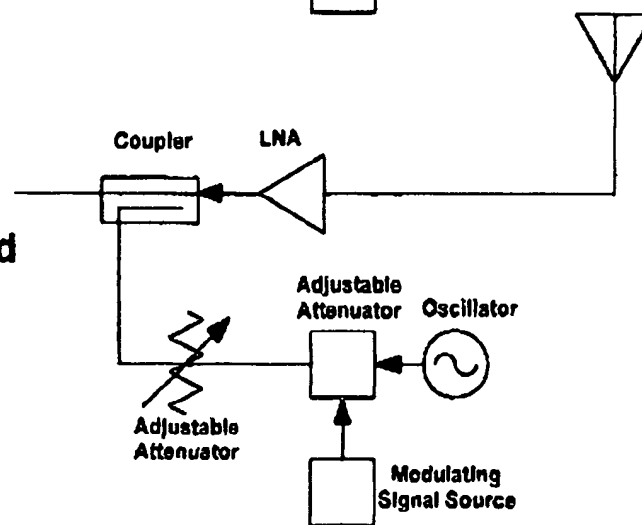 Coupler
LNA
d
Adjustable
Attenuator
Oscillator
Adjustable
Attenuator
Modulating
Signal Source